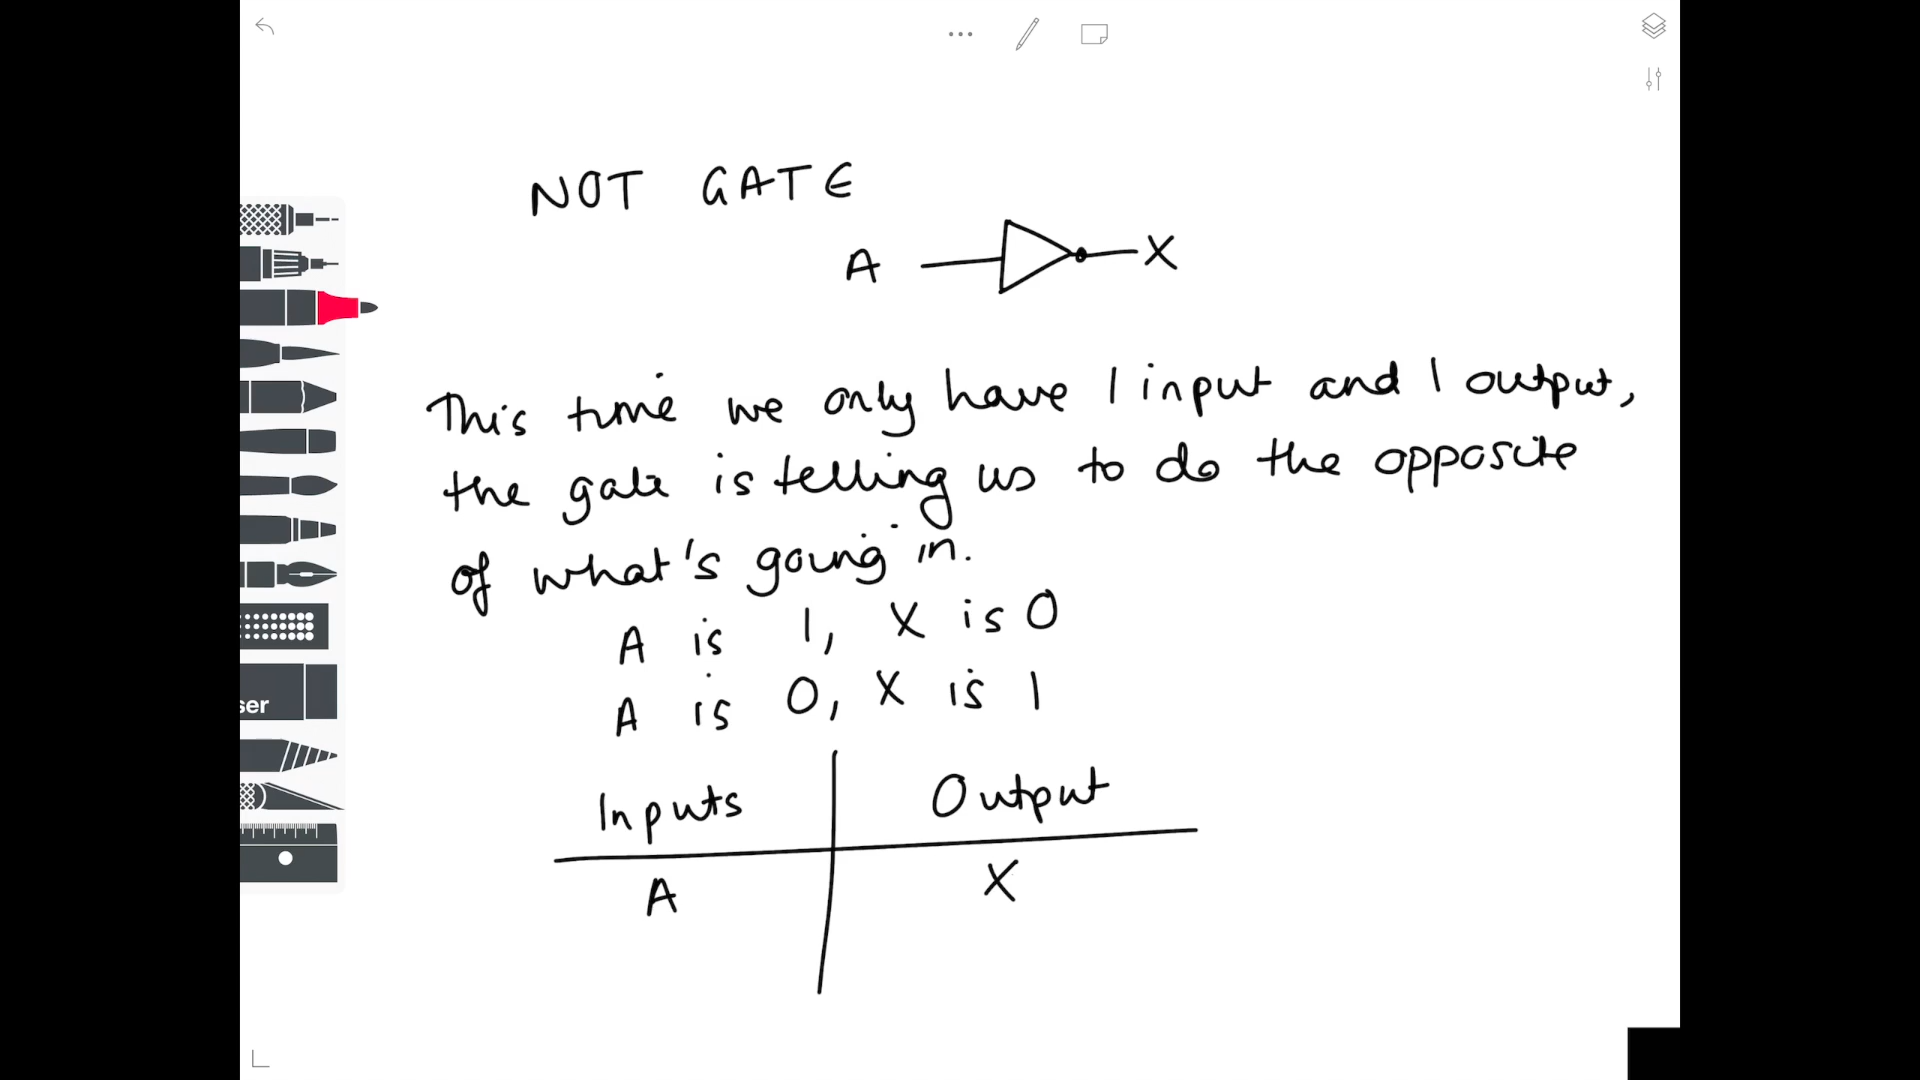 NOT GATE
A X
This time we only have 1 input and 1 output,
the gate is telling us to do the opposite
of what's going in.
A is 1, X is 0
A is 0, X is 1
ser
Inputs Output
A X